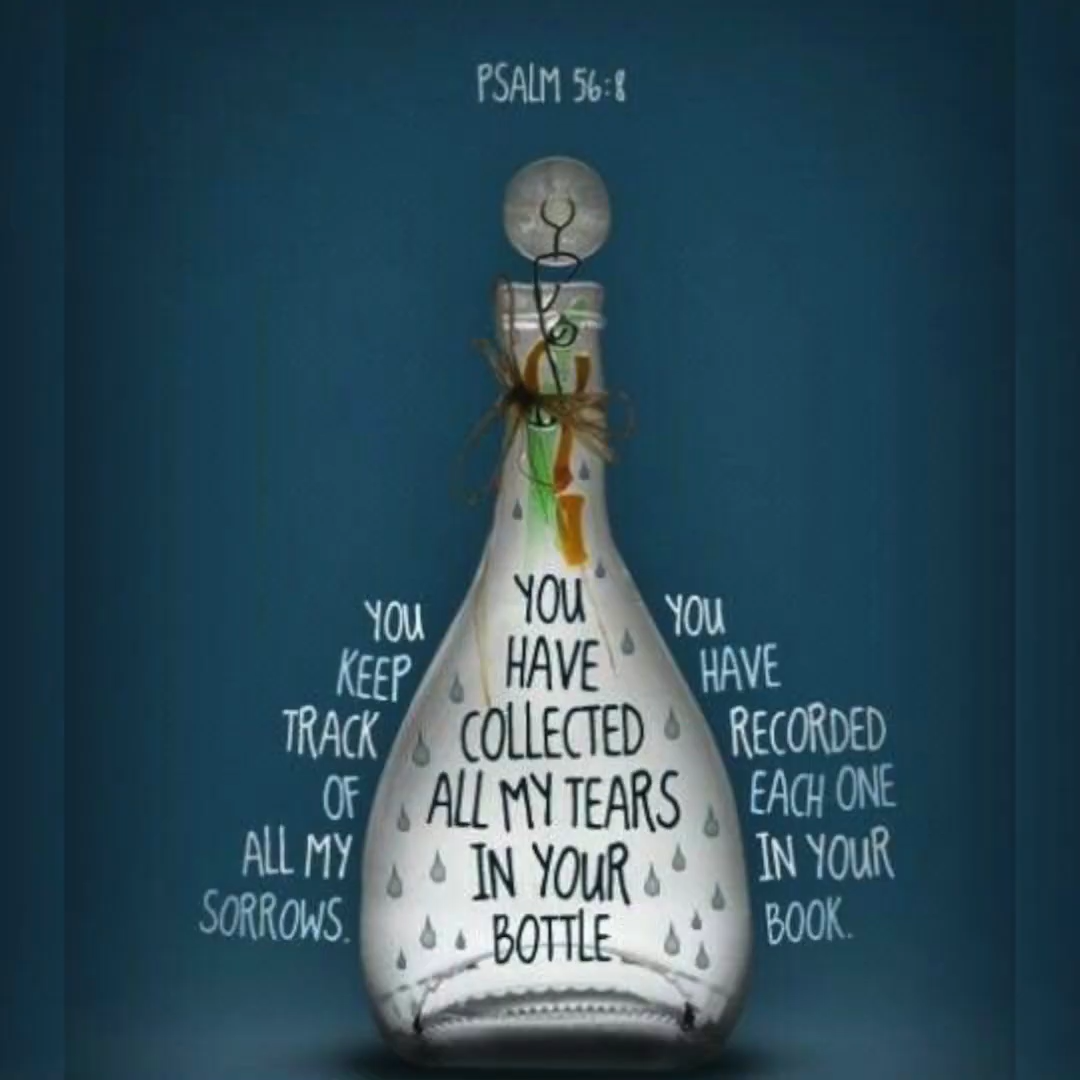 PSALM 56:8
YOU
KEEP
TRACK
OF
ALL MY
SORROWS.
YOU
HAVE
COLLECTED
ALL MY TEARS
IN YOUR
BOTTLE
YOU
HAVE
RECORDED
EACH ONE
IN YOUR
BOOK.